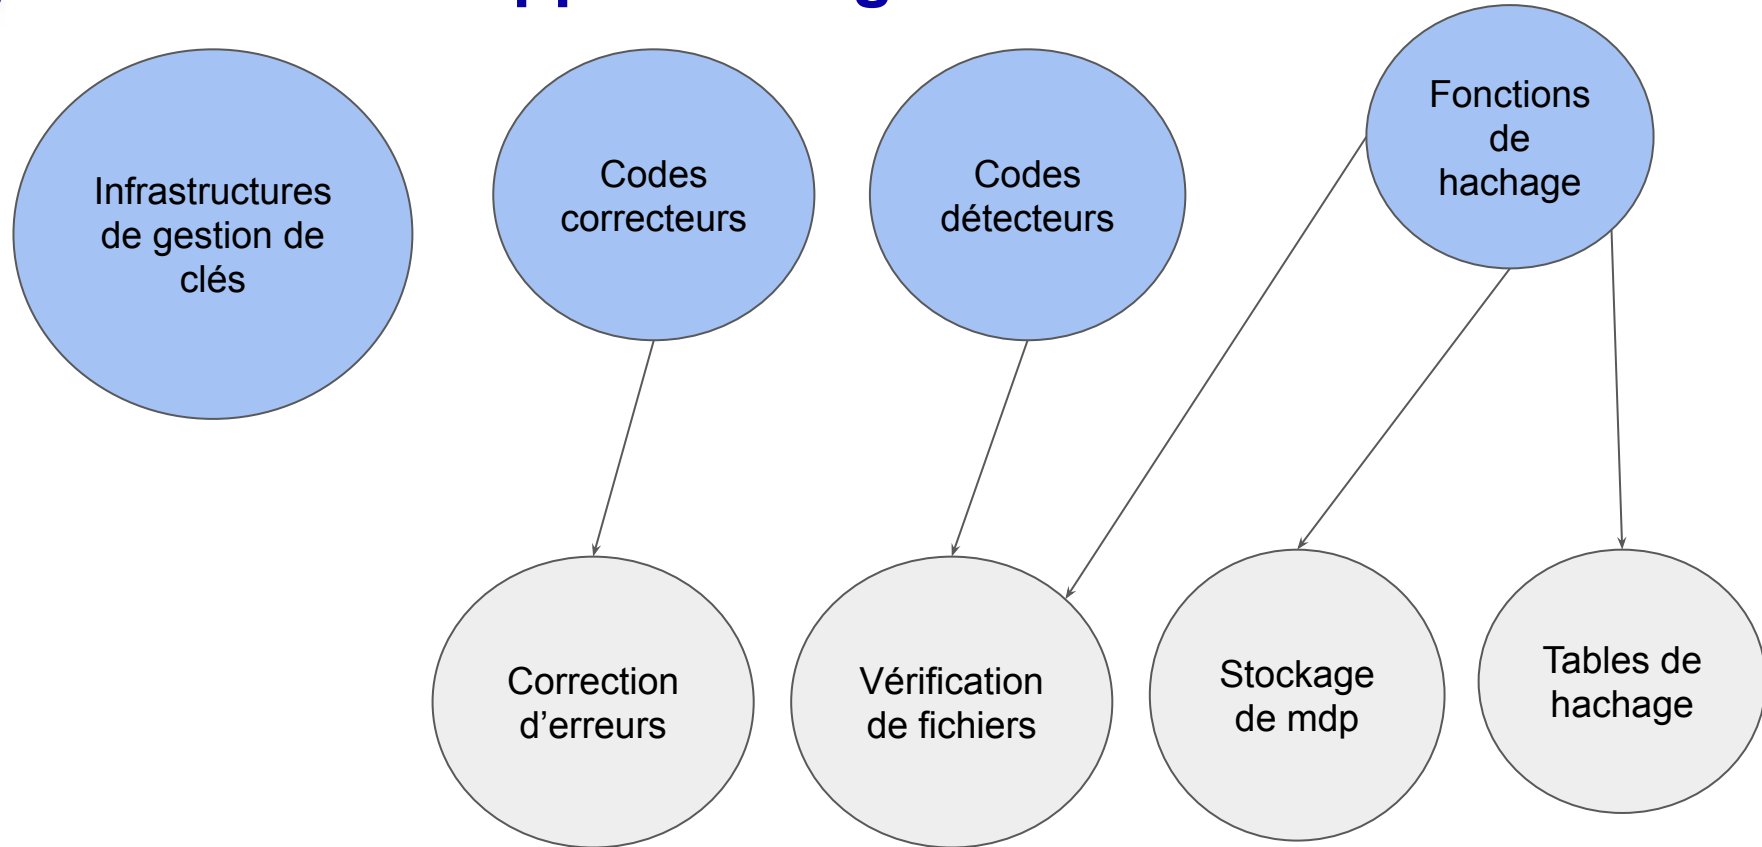 Infrastructures
de gestion de
clés
Codes
correcteurs
Codes
détecteurs
Fonctions
de
hachage
Correction
d’erreurs
Vérification
de fichiers
Stockage
de mdp
Tables de
hachage